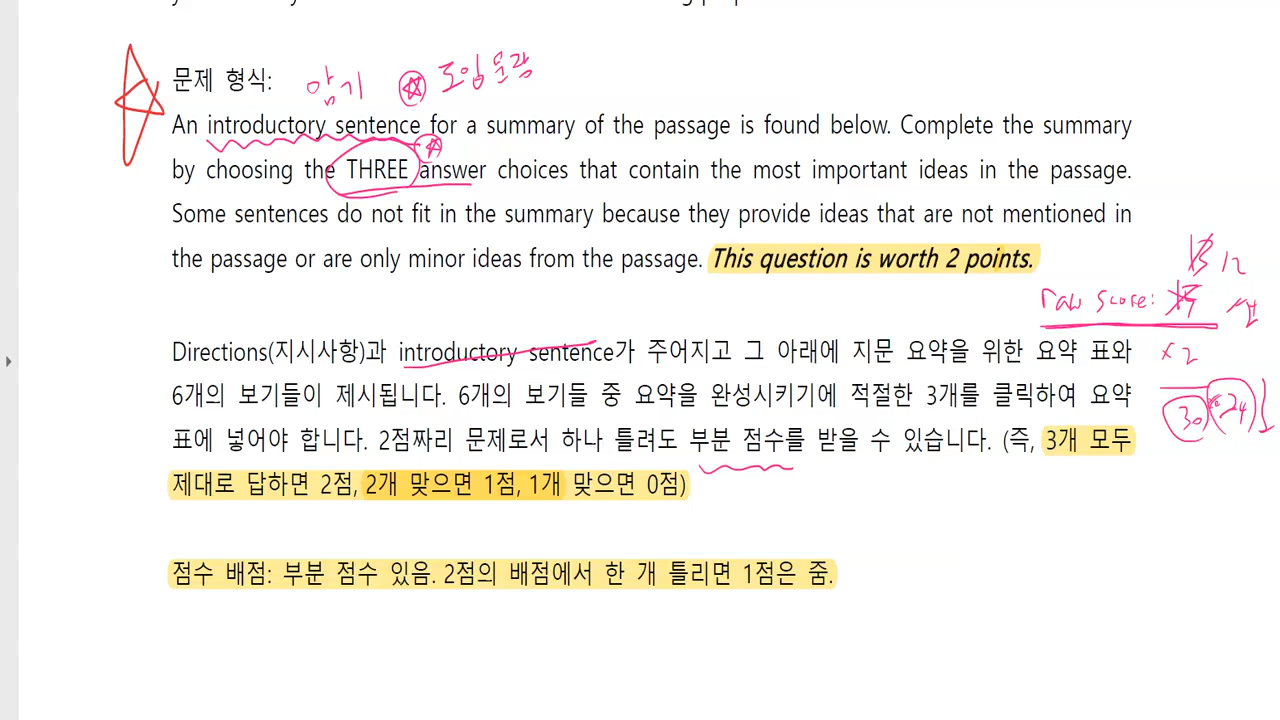 문제 형식:
암기 도입 문장
An introductory sentence for a summary of the passage is found below. Complete the summary
by choosing the THREE answer choices that contain the most important ideas in the passage.
Some sentences do not fit in the summary because they provide ideas that are not mentioned in
the passage or are only minor ideas from the passage. This question is worth 2 points.
12
raw score:
Directions(지시사항)과 introductory sentence가 주어지고 그 아래에 지문 요약을 위한 요약 표와
x 2
6개의 보기들이 제시됩니다. 6개의 보기들 중 요약을 완성시키기에 적절한 3개를 클릭하여 요약
30 24
표에 넣어야 합니다. 2점짜리 문제로서 하나 틀려도 부분 점수를 받을 수 있습니다. (즉, 3개 모두
제대로 답하면 2점, 2개 맞으면 1점, 1개 맞으면 0점)
점수 배점: 부분 점수 있음. 2점의 배점에서 한 개 틀리면 1점은 줌.